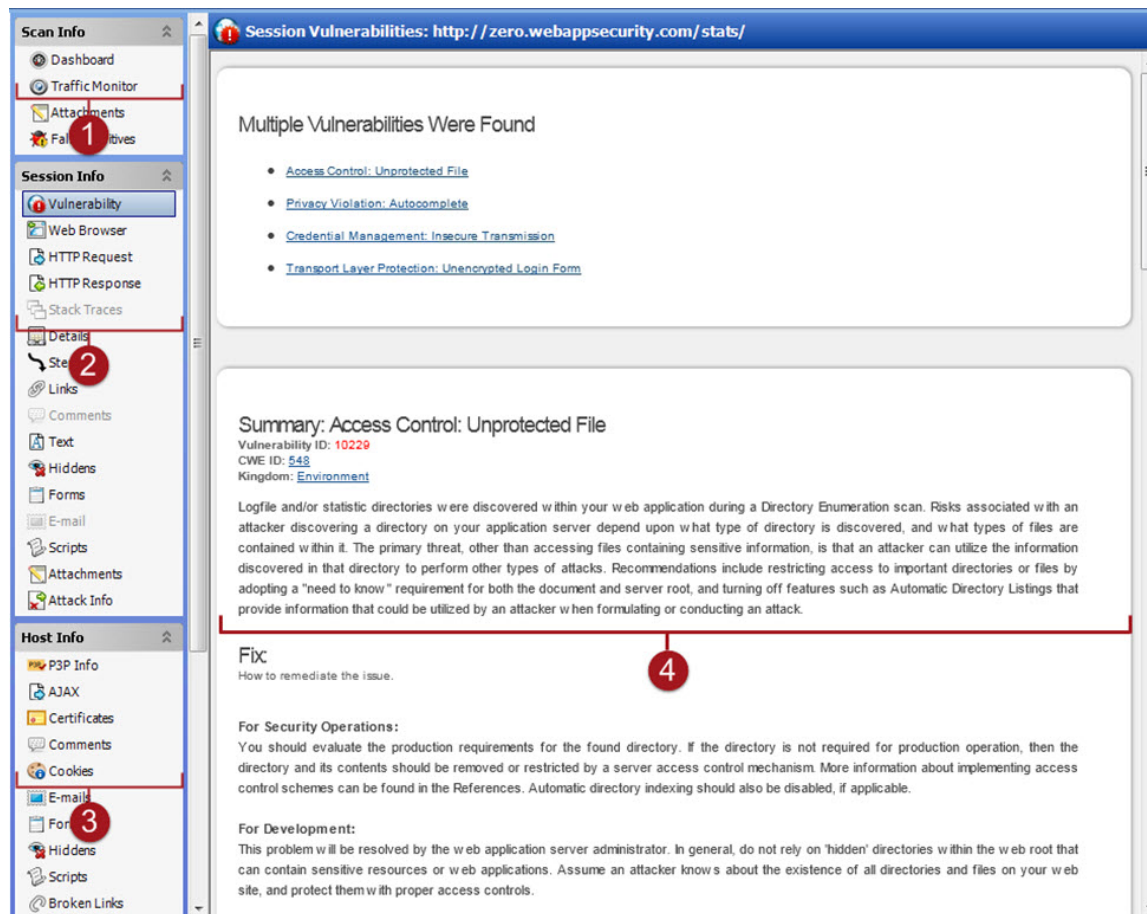 Scan Info
Dashboard
Traffic Monitor
Attachments
1
Session Info
Vulnerability
Web Browser
HTTP Request
HTTP Response
Stack Traces
Details
2
Links
Comments
Text
Hiddens
Forms
E-mail
Scripts
Attachments
Attack Info
Host Info
P3P Info
AJAX
Certificates
Comments
Cookies
E-mails
3
Hiddens
Scripts
Broken Links
Session Vulnerabilities: http://zero.webappsecurity.com/stats/
Multiple Vulnerabilities Were Found
Access Control: Unprotected File
Privacy Violation: Autocomplete
Credential Management: Insecure Transmission
Transport Layer Protection: Unencrypted Login Form
Summary: Access Control: Unprotected File
Vulnerability ID: 10229
CWE ID: 548
Kingdom: Environment
Logfile and/or statistic directories were discovered within your web application during a Directory Enumeration scan. Risks associated with an
attacker discovering a directory on your application server depend upon what type of directory is discovered, and what types of files are
contained within it. The primary threat, other than accessing files containing sensitive information, is that an attacker can utilize the information
discovered in that directory to perform other types of attacks. Recommendations include restricting access to important directories or files by
adopting a "need to know" requirement for both the document and server root, and turning off features such as Automatic Directory Listings that
provide information that could be utilized by an attacker when formulating or conducting an attack.
4
Fix:
How to remediate the issue.
For Security Operations:
You should evaluate the production requirements for the found directory. If the directory is not required for production operation, then the
directory and its contents should be removed or restricted by a server access control mechanism. More information about implementing access
control schemes can be found in the References. Automatic directory indexing should also be disabled, if applicable.
For Development:
This problem will be resolved by the web application server administrator. In general, do not rely on 'hidden' directories within the web root that
can contain sensitive resources or web applications. Assume an attacker knows about the existence of all directories and files on your web
site, and protect them with proper access controls.